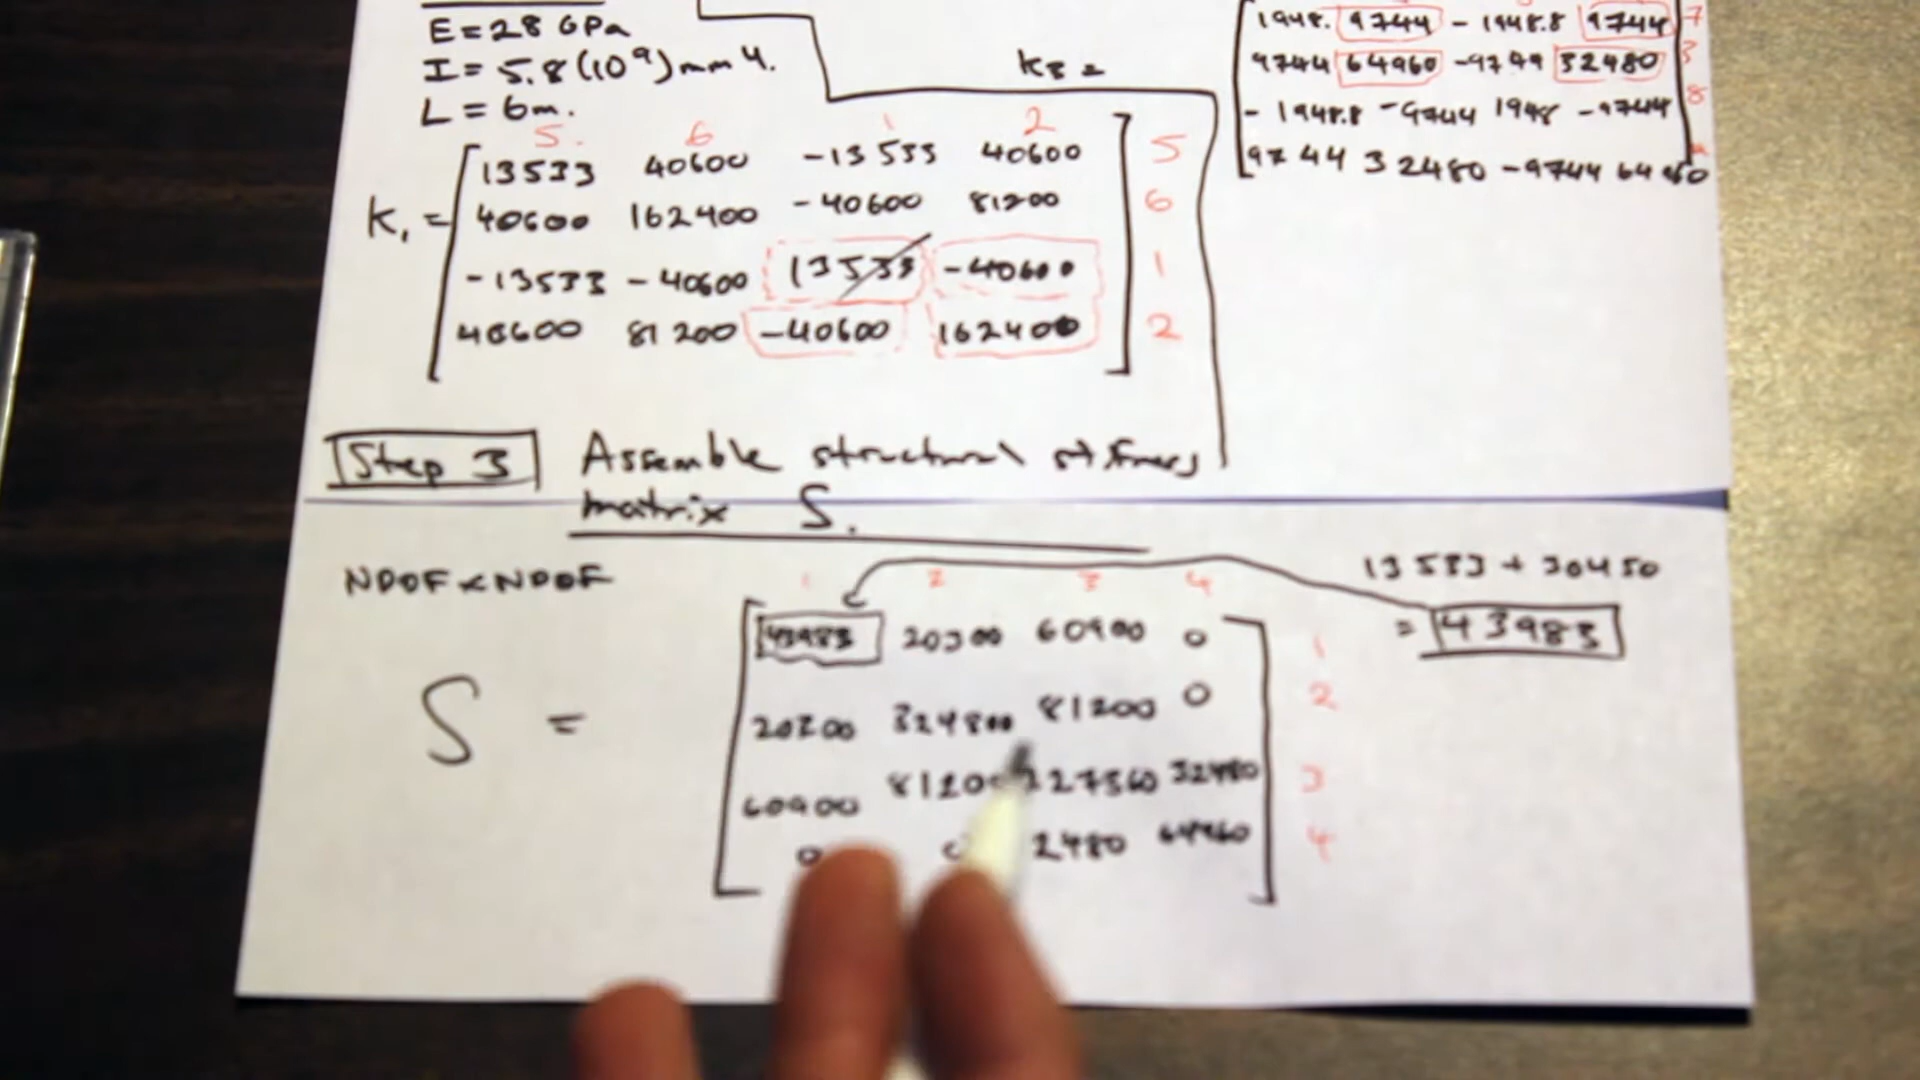 E = 28 GPa
I = 5.8(10⁹) mm4.
L = 6m.
K3 =
1948. 9744 - 1948.8 9744 7
9744 64960 -9744 32480 3
- 1948.8 -9744 1948 -9744 8
9744 32480 -9744 64960
5. 6 1 2
13533 40600 -13533 40600 5
K1 = 40600 162400 -40600 81200 6
-13533 -40600 13533 -40600 1
40600 81200 -40600 162400 2
Step 3 Assemble structural stiffness
matrix S.
NDOF x NDOF
13533 + 30450
= 43983
1 2 3 4
43983 20300 60900 0 1
S =
20300 324800 81200 0 2
60900 8120 227360 32480 3
0 2480 64960 4